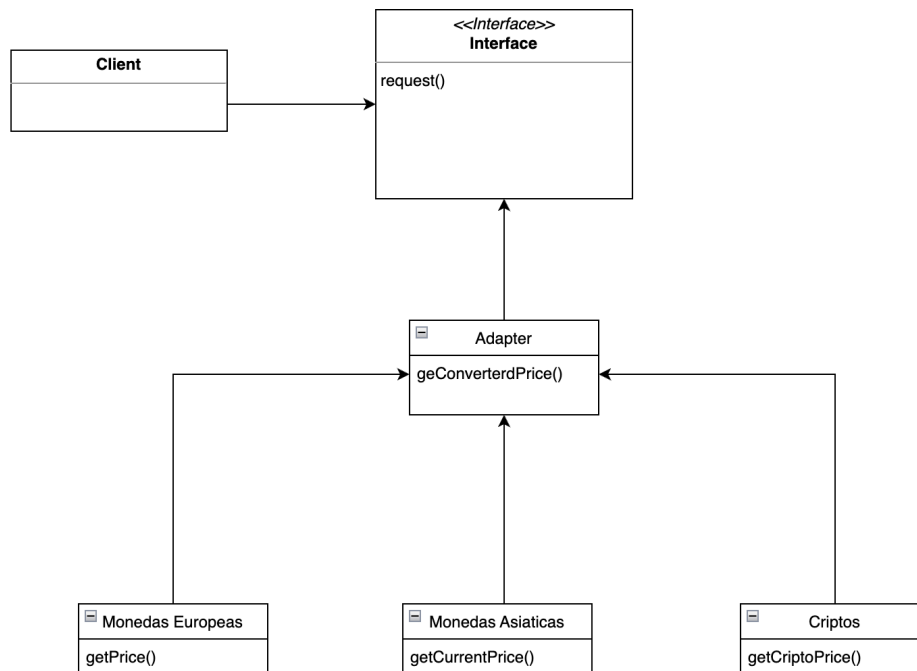 <<Interface>>
Interface
Client
request()
Adapter
geConverterdPrice()
Monedas Europeas
getPrice()
Monedas Asiaticas
getCurrentPrice()
Criptos
getCriptoPrice()